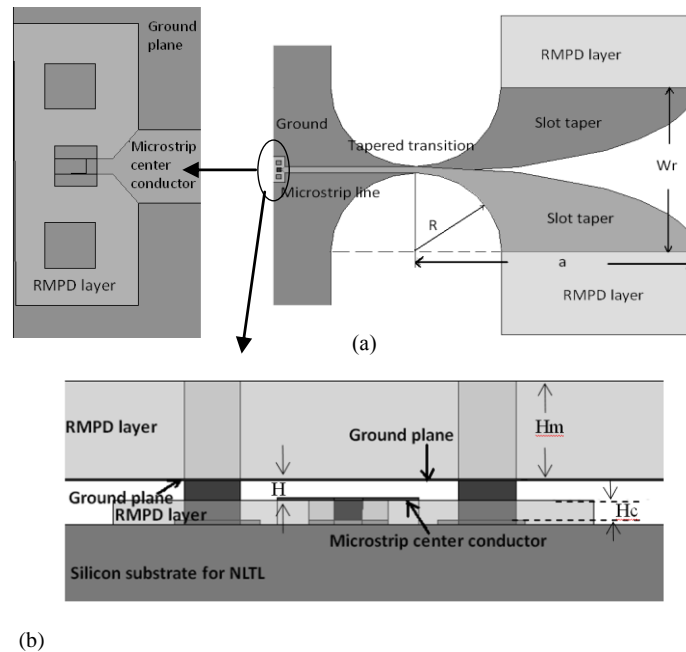 Ground
plane
Microstrip
center
conductor
RMPD layer
RMPD layer
Ground
Tapered transition
Slot taper
Microstrip line
Wr
R
Slot taper
a
RMPD layer
(a)
RMPD layer
Hm
Ground plane
H
Ground plane
RMPD layer
Hc
Microstrip center conductor
Silicon substrate for NLTL
(b)